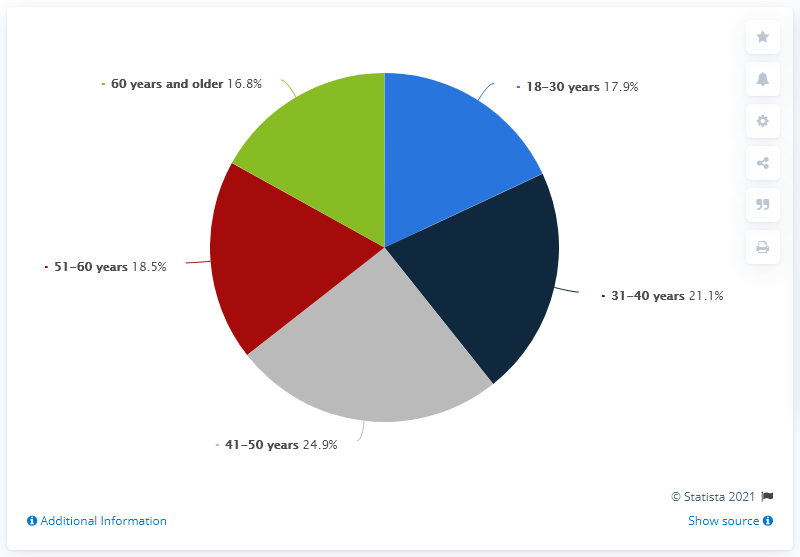 60 years and older 16.8%
18–30 years 17.9%
51–60 years 18.5%
31–40 years 21.1%
41–50 years 24.9%
© Statista 2021
Additional Information
Show source